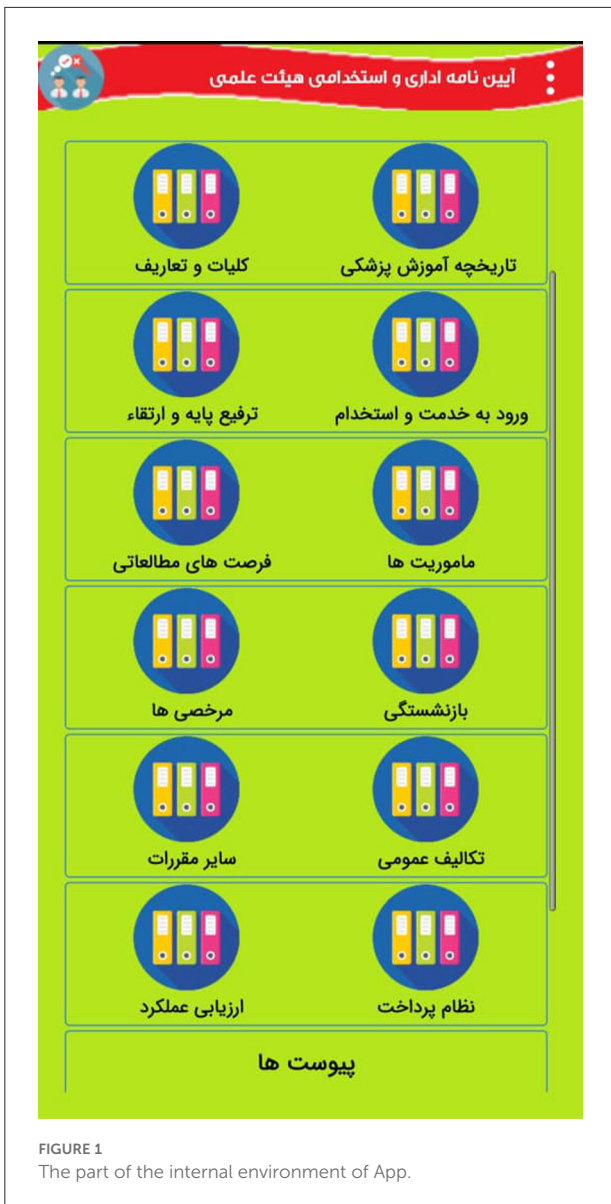 آیین نامه اداری و استخدامی هیئت علمی
تاریخچه آموزش پزشکی
کلیات و تعاریف
ورود به خدمت و استخدام
ترفیع پایه و ارتقاء
ماموریت ها
فرصت های مطالعاتی
بازنشستگی
مرخصی ها
تکالیف عمومی
سایر مقررات
نظام پرداخت
ارزیابی عملکرد
پیوست ها
FIGURE 1
The part of the internal environment of App.